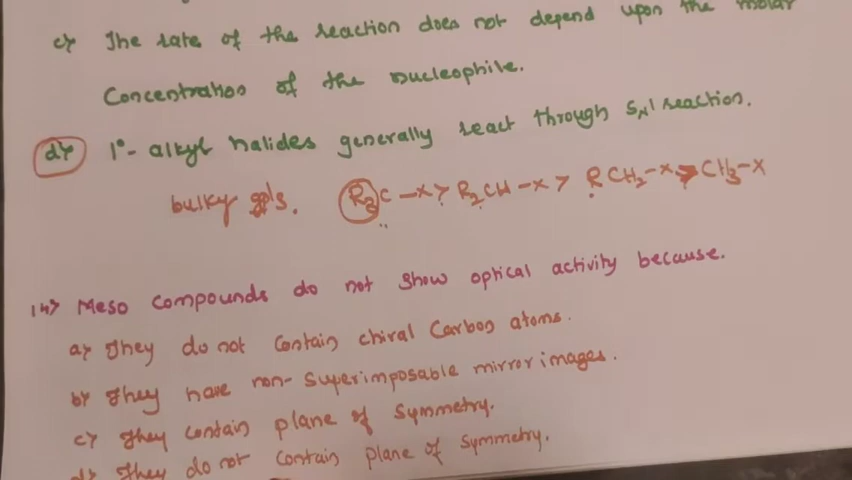 c) The rate of the reaction does not depend upon the molar
Concentration of the nucleophile.
d) 1°- alkyl halides generally react through SN1 reaction.
bulky gps. R3C-X > R2CH-X > RCH2-X > CH3-X
14) Meso compounds do not show optical activity because.
a) They do not contain chiral Carbon atoms.
b) They have non-superimposable mirror images.
c) They contain plane of symmetry.
d) They do not contain plane of symmetry.